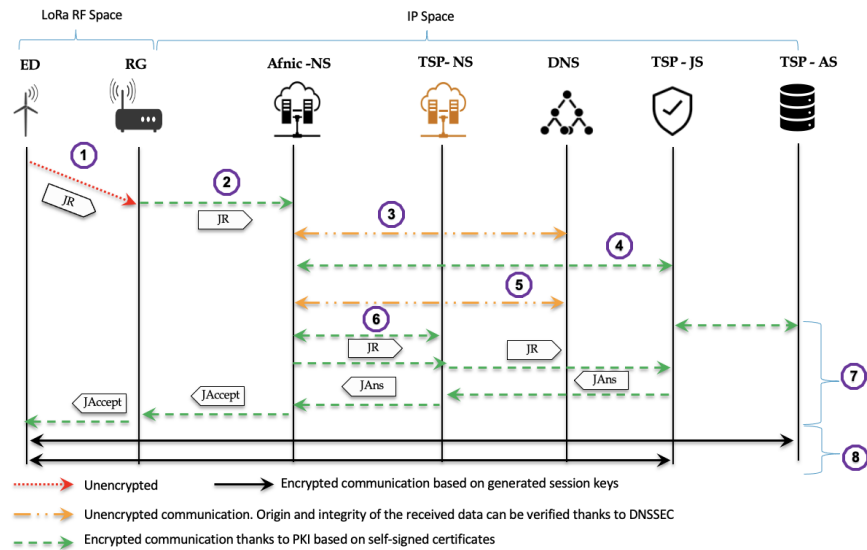 LoRa RF Space IP Space
ED RG Afnic -NS TSP- NS DNS TSP - JS TSP - AS
1
2
JR
JR
3
4
5
6
JR JR
JAns JAns
JAccept JAccept
7
8
Unencrypted Encrypted communication based on generated session keys
Unencrypted communication. Origin and integrity of the received data can be verified thanks to DNSSEC
Encrypted communication thanks to PKI based on self-signed certificates